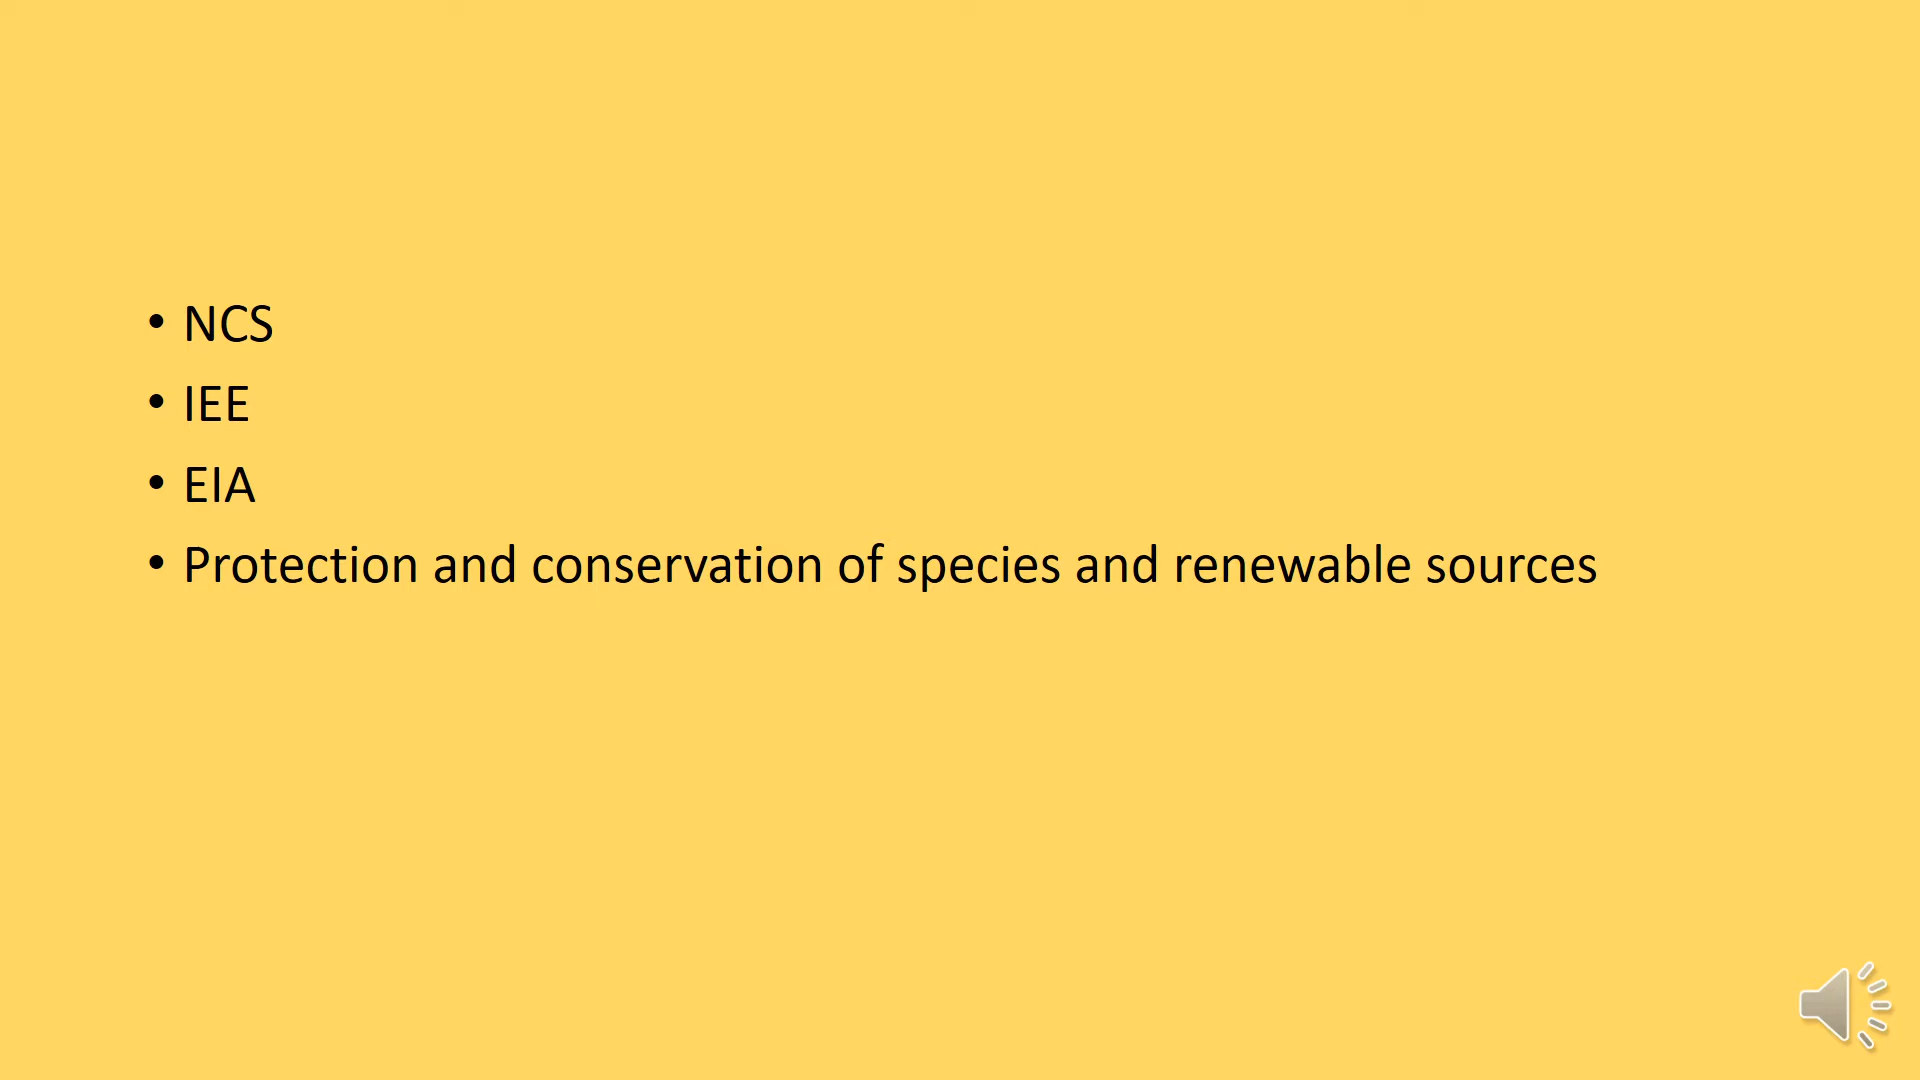 • NCS
• IEE
• EIA
• Protection and conservation of species and renewable sources